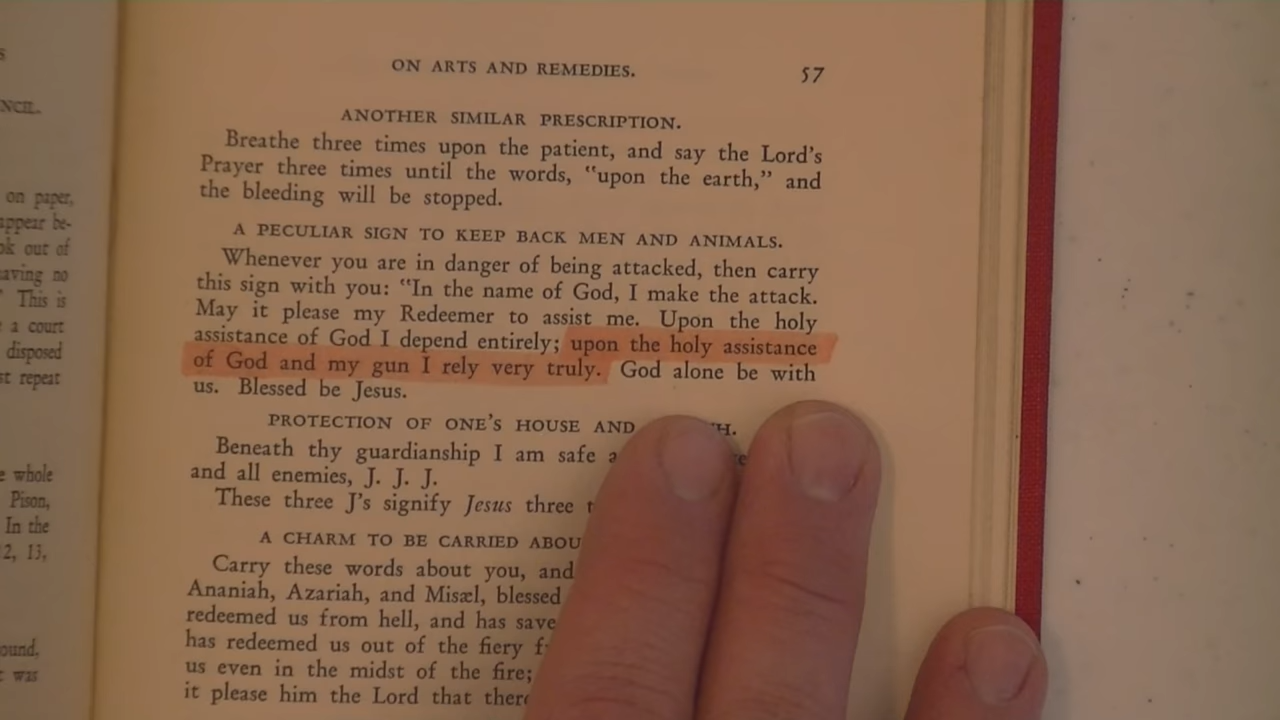 NCIL.
on paper,
appear be-
ok out of
aving no
This is
a court
disposed
st repeat
whole
Pison,
In the
2, 13,
ound,
was
ON ARTS AND REMEDIES. 57
ANOTHER SIMILAR PRESCRIPTION.
Breathe three times upon the patient, and say the Lord's
Prayer three times until the words, "upon the earth," and
the bleeding will be stopped.
A PECULIAR SIGN TO KEEP BACK MEN AND ANIMALS.
Whenever you are in danger of being attacked, then carry
this sign with you: "In the name of God, I make the attack.
May it please my Redeemer to assist me. Upon the holy
assistance of God I depend entirely; upon the holy assistance
of God and my gun I rely very truly. God alone be with
us. Blessed be Jesus.
PROTECTION OF ONE'S HOUSE AND H.
Beneath thy guardianship I am safe a
and all enemies, J. J. J.
These three J's signify Jesus three t
A CHARM TO BE CARRIED ABOU
Carry these words about you, and
Ananiah, Azariah, and Misæl, blessed
redeemed us from hell, and has save
has redeemed us out of the fiery f
us even in the midst of the fire;
it please him the Lord that there